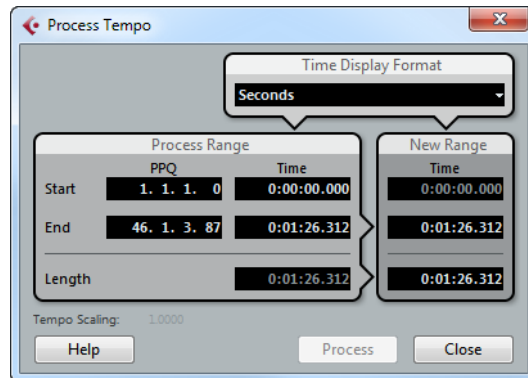 Process Tempo
Time Display Format
Seconds
Process Range
New Range
PPQ Time Time
Start 1. 1. 1. 0 0:00:00.000 0:00:00.000
End 46. 1. 3. 87 0:01:26.312 0:01:26.312
Length 0:01:26.312 0:01:26.312
Tempo Scaling: 1.0000
Help Process Close